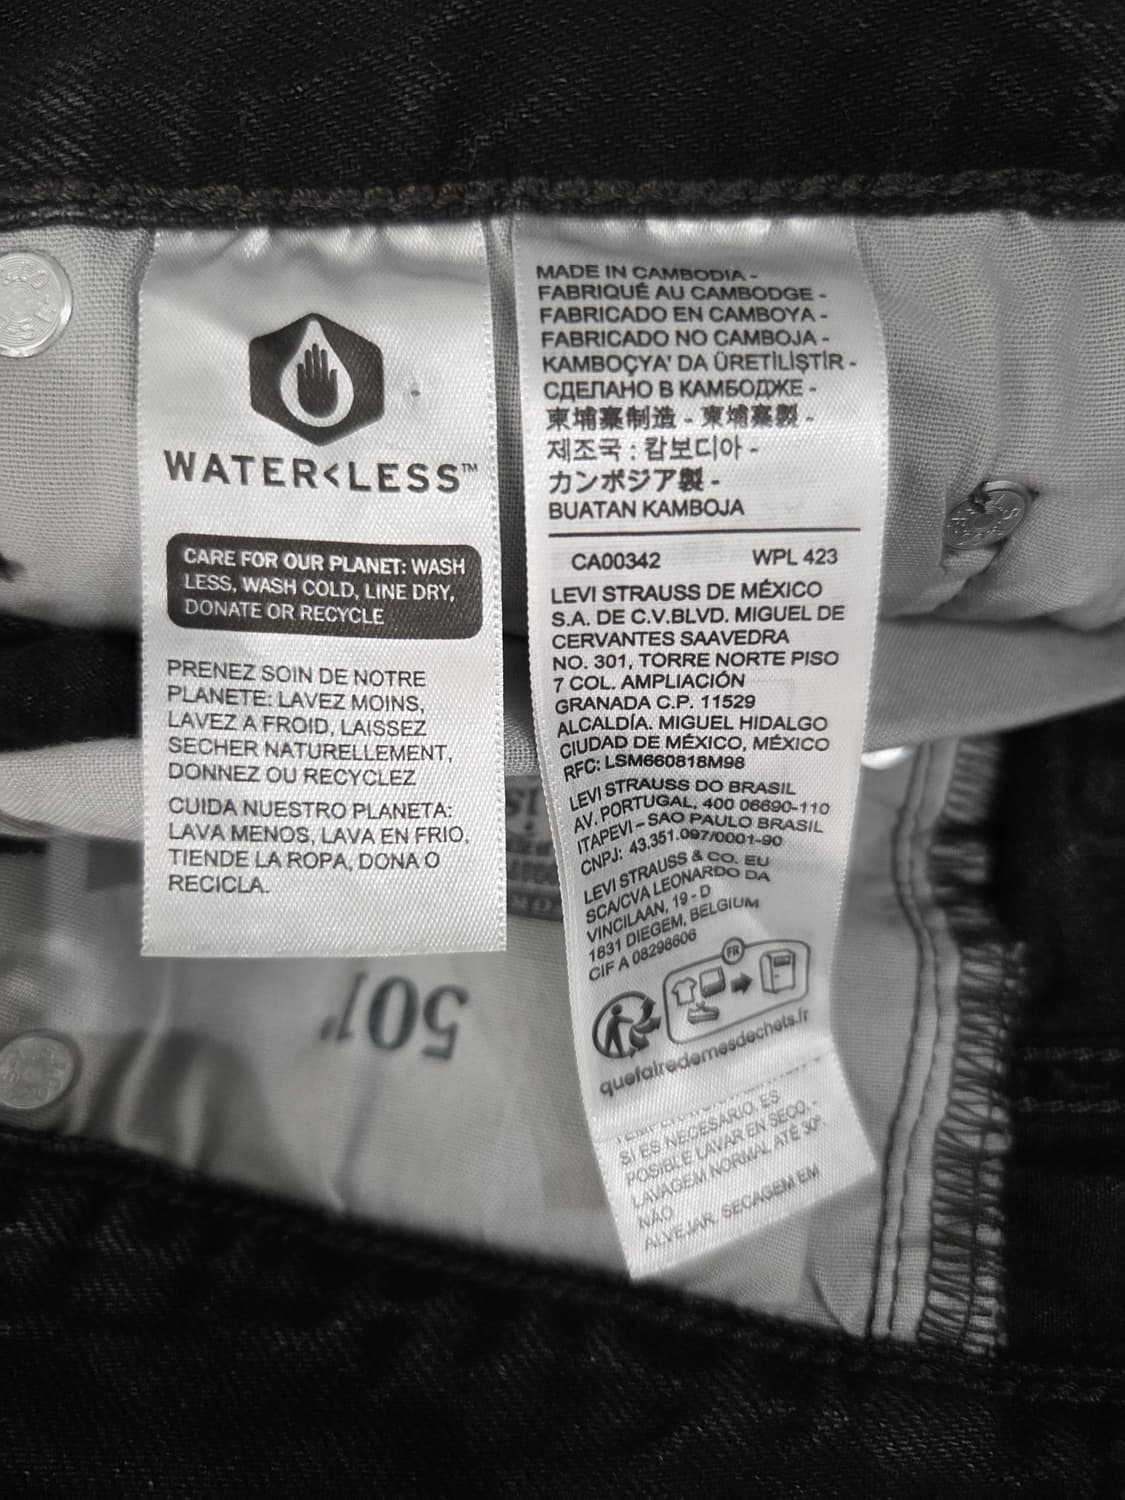 WATER<LESS™
CARE FOR OUR PLANET: WASH
LESS, WASH COLD, LINE DRY,
DONATE OR RECYCLE
PRENEZ SOIN DE NOTRE
PLANETE: LAVEZ MOINS,
LAVEZ A FROID, LAISSEZ
SECHER NATURELLEMENT,
DONNEZ OU RECYCLEZ
CUIDA NUESTRO PLANETA:
LAVA MENOS, LAVA EN FRIO,
TIENDE LA ROPA, DONA O
RECICLA.
MADE IN CAMBODIA -
FABRIQUÉ AU CAMBODGE -
FABRICADO EN CAMBOYA -
FABRICADO NO CAMBOJA -
KAMBOÇYA' DA ÜRETİLİŞTİR -
СДЕЛАНО В КАМБОДЖЕ -
柬埔寨制造 - 柬埔寨製 -
제조국 : 캄보디아 -
カンボジア製 -
BUATAN KAMBOJA
CA00342 WPL 423
LEVI STRAUSS DE MÉXICO
S.A. DE C.V.BLVD. MIGUEL DE
CERVANTES SAAVEDRA
NO. 301, TORRE NORTE PISO
7 COL. AMPLIACIÓN
GRANADA C.P. 11529
ALCALDÍA. MIGUEL HIDALGO
CIUDAD DE MÉXICO, MÉXICO
RFC: LSM660818M98
LEVI STRAUSS DO BRASIL
AV. PORTUGAL, 400 06690-110
ITAPEVI – SAO PAULO BRASIL
CNPJ: 43.351.097/0001-90
LEVI STRAUSS & CO. EU
SCA/CVA LEONARDO DA
VINCILAAN, 19 - D
1831 DIEGEM, BELGIUM
CIF A 08298606
FR
quefairedemesdechets.fr
SI ES NECESARIO, ES
POSIBLE LAVAR EN SECO. -
LAVAGEM NORMAL ATÉ 30º.
NÃO
ALVEJAR. SECAGEM EM
501